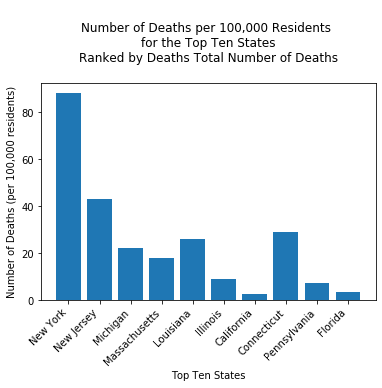 Number of Deaths per 100,000 Residents
for the Top Ten States
Ranked by Deaths Total Number of Deaths
Number of Deaths (per 100,000 residents)
80
60
40
20
0
New York
New Jersey
Michigan
Massachusetts
Louisiana
Illinois
California
Connecticut
Pennsylvania
Florida
Top Ten States